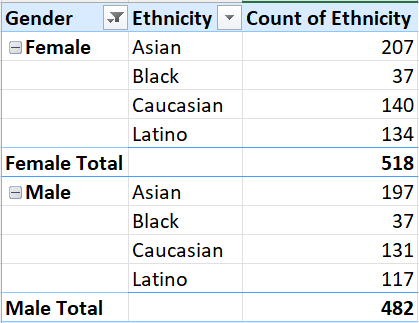 Gender Ethnicity Count of Ethnicity
Female Asian 207
Black 37
Caucasian 140
Latino 134
Female Total 518
Male Asian 197
Black 37
Caucasian 131
Latino 117
Male Total 482